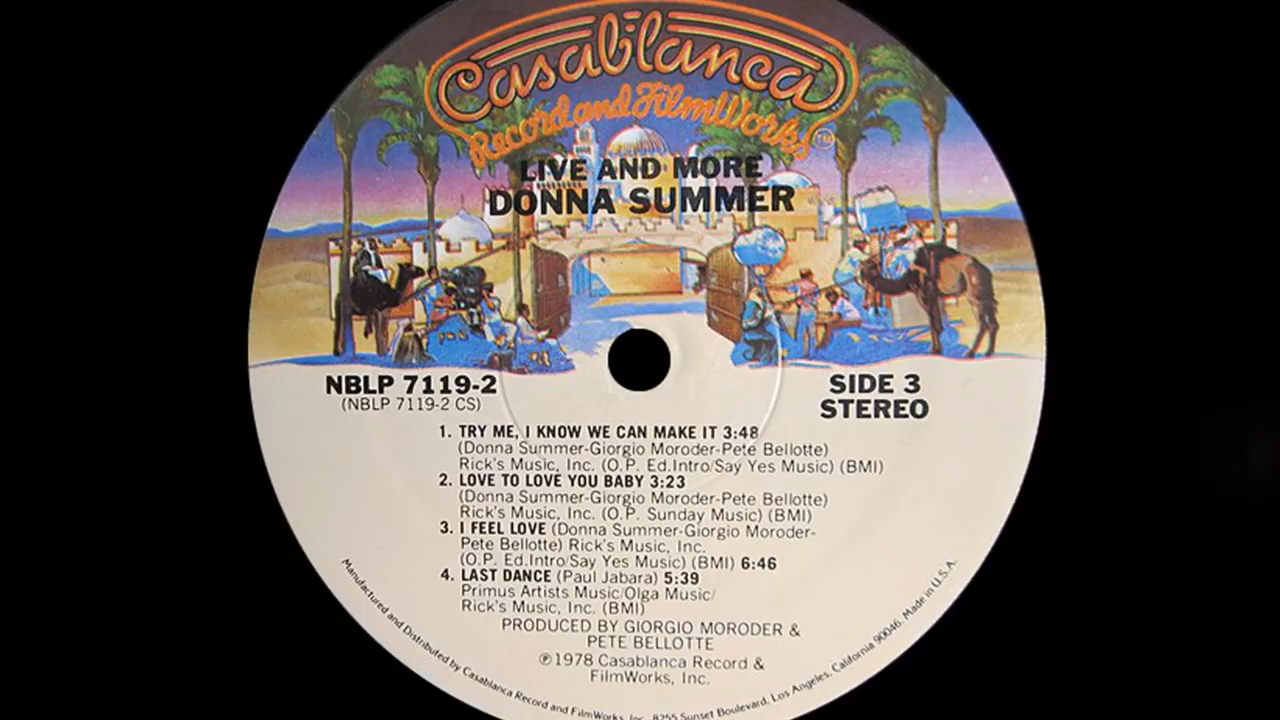 Casablanca
Record and FilmWorks™
LIVE AND MORE
DONNA SUMMER
NBLP 7119-2
(NBLP 7119-2 CS)
SIDE 3
STEREO
1. TRY ME, I KNOW WE CAN MAKE IT 3:48
(Donna Summer-Giorgio Moroder-Pete Bellotte)
Rick's Music, Inc. (O.P. Ed.Intro/Say Yes Music) (BMI)
2. LOVE TO LOVE YOU BABY 3:23
(Donna Summer-Giorgio Moroder-Pete Bellotte)
Rick's Music, Inc. (O.P. Sunday Music) (BMI)
3. I FEEL LOVE (Donna Summer-Giorgio Moroder-
Pete Bellotte) Rick's Music, Inc.
(O.P. Ed.Intro/Say Yes Music) (BMI) 6:46
4. LAST DANCE (Paul Jabara) 5:39
Primus Artists Music/Olga Music/
Rick's Music, Inc. (BMI)
PRODUCED BY GIORGIO MORODER &
PETE BELLOTTE
℗1978 Casablanca Record &
FilmWorks, Inc.
Manufactured and Distributed by Casablanca Record and FilmWorks, Inc., 8255 Sunset Boulevard, Los Angeles, California 90046. Made in U.S.A.